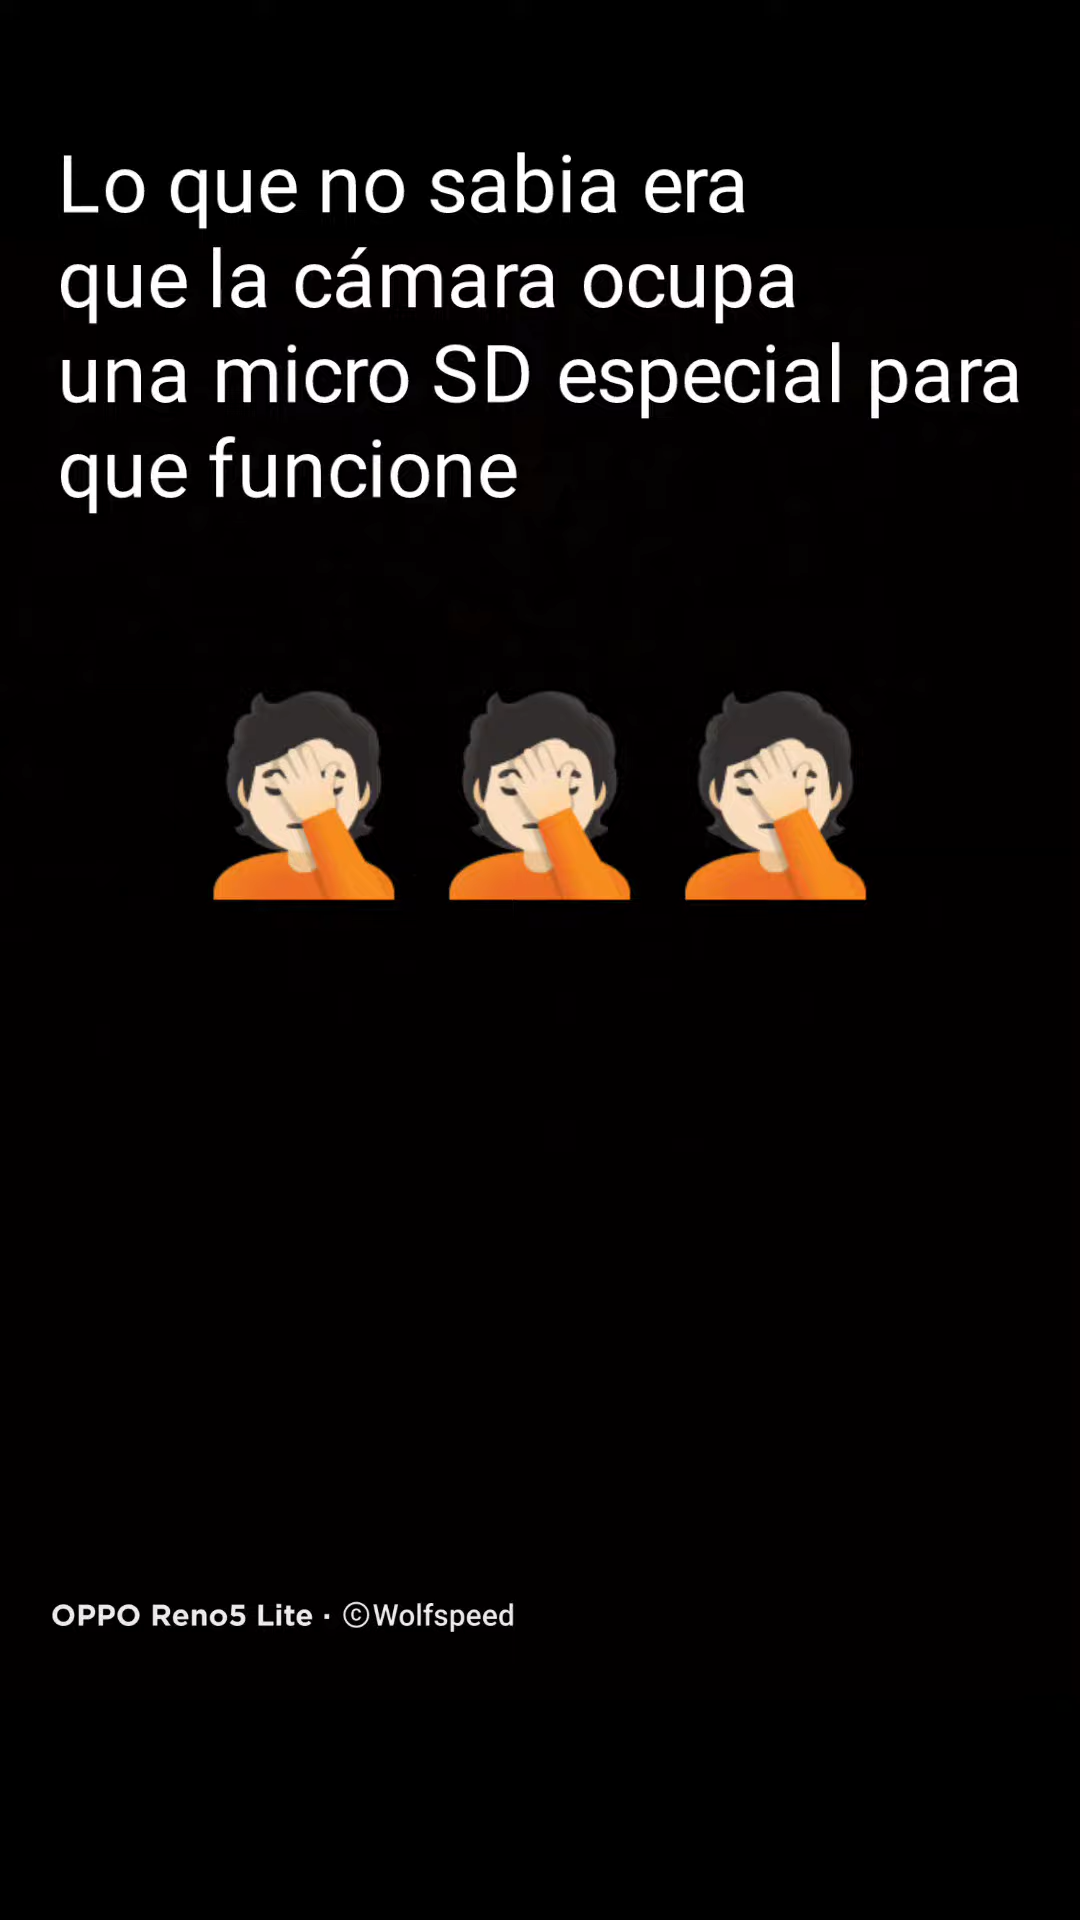 Lo que no sabia era
que la cámara ocupa
una micro SD especial para
que funcione
🤦🏻🤦🏻🤦🏻
OPPO Reno5 Lite · ©Wolfspeed